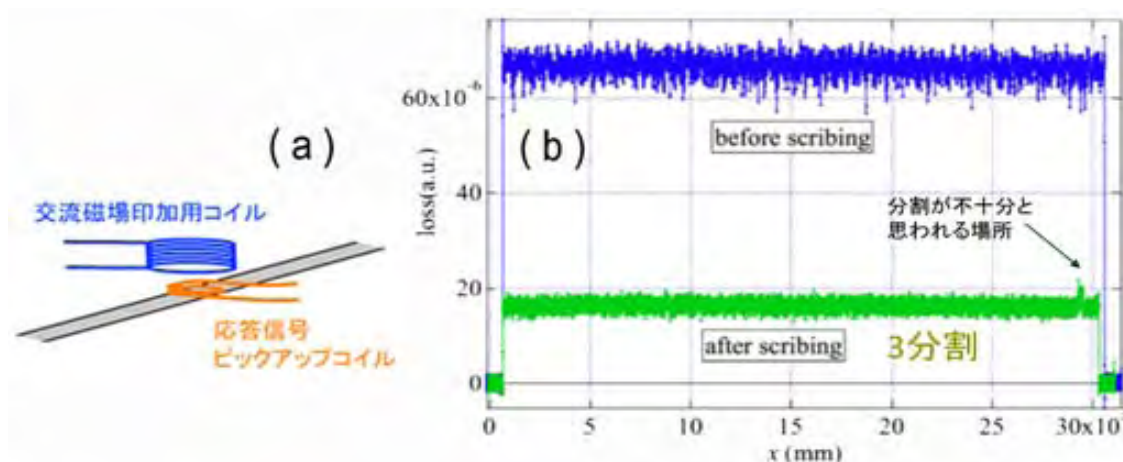 (a)
交流磁場印加用コイル
応答信号
ピックアップコイル
(b)
loss(a.u.)
60x10⁻⁶
40
20
0
before scribing
分割が不十分と
思われる場所
after scribing
3分割
0
5
10
15
20
25
30x10
x (mm)